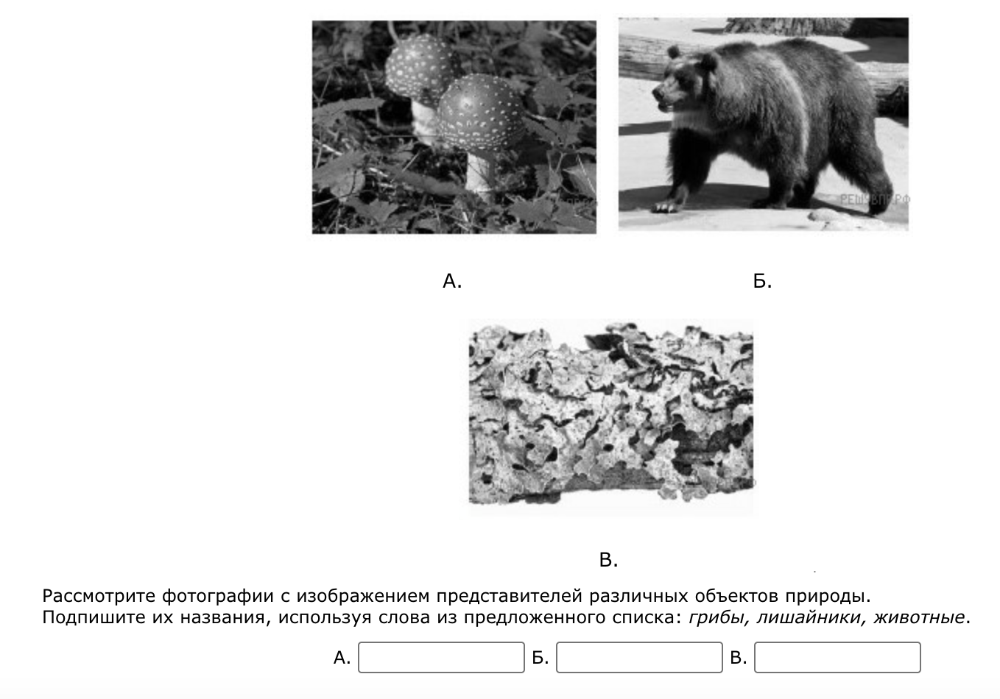 РЕШУВПР.РФ
А.
Б.
В.
Рассмотрите фотографии с изображением представителей различных объектов природы.
Подпишите их названия, используя слова из предложенного списка: грибы, лишайники, животные.
А. Б. В.